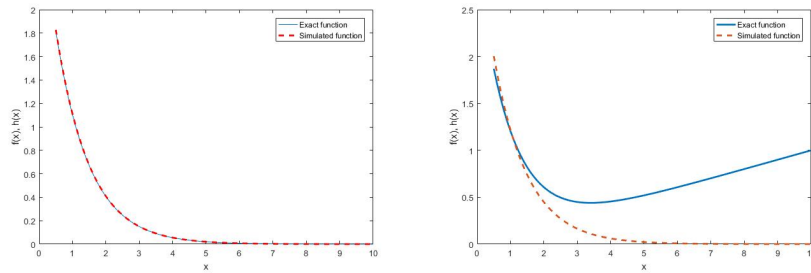 2
1.8
1.6
1.4
1.2
1
0.8
0.6
0.4
0.2
0
0 1 2 3 4 5 6 7 8 9 10
x
f(x), h(x)
Exact function
Simulated function
2.5
2
1.5
1
0.5
0
0 1 2 3 4 5 6 7 8 9 10
x
f(x), h(x)
Exact function
Simulated function